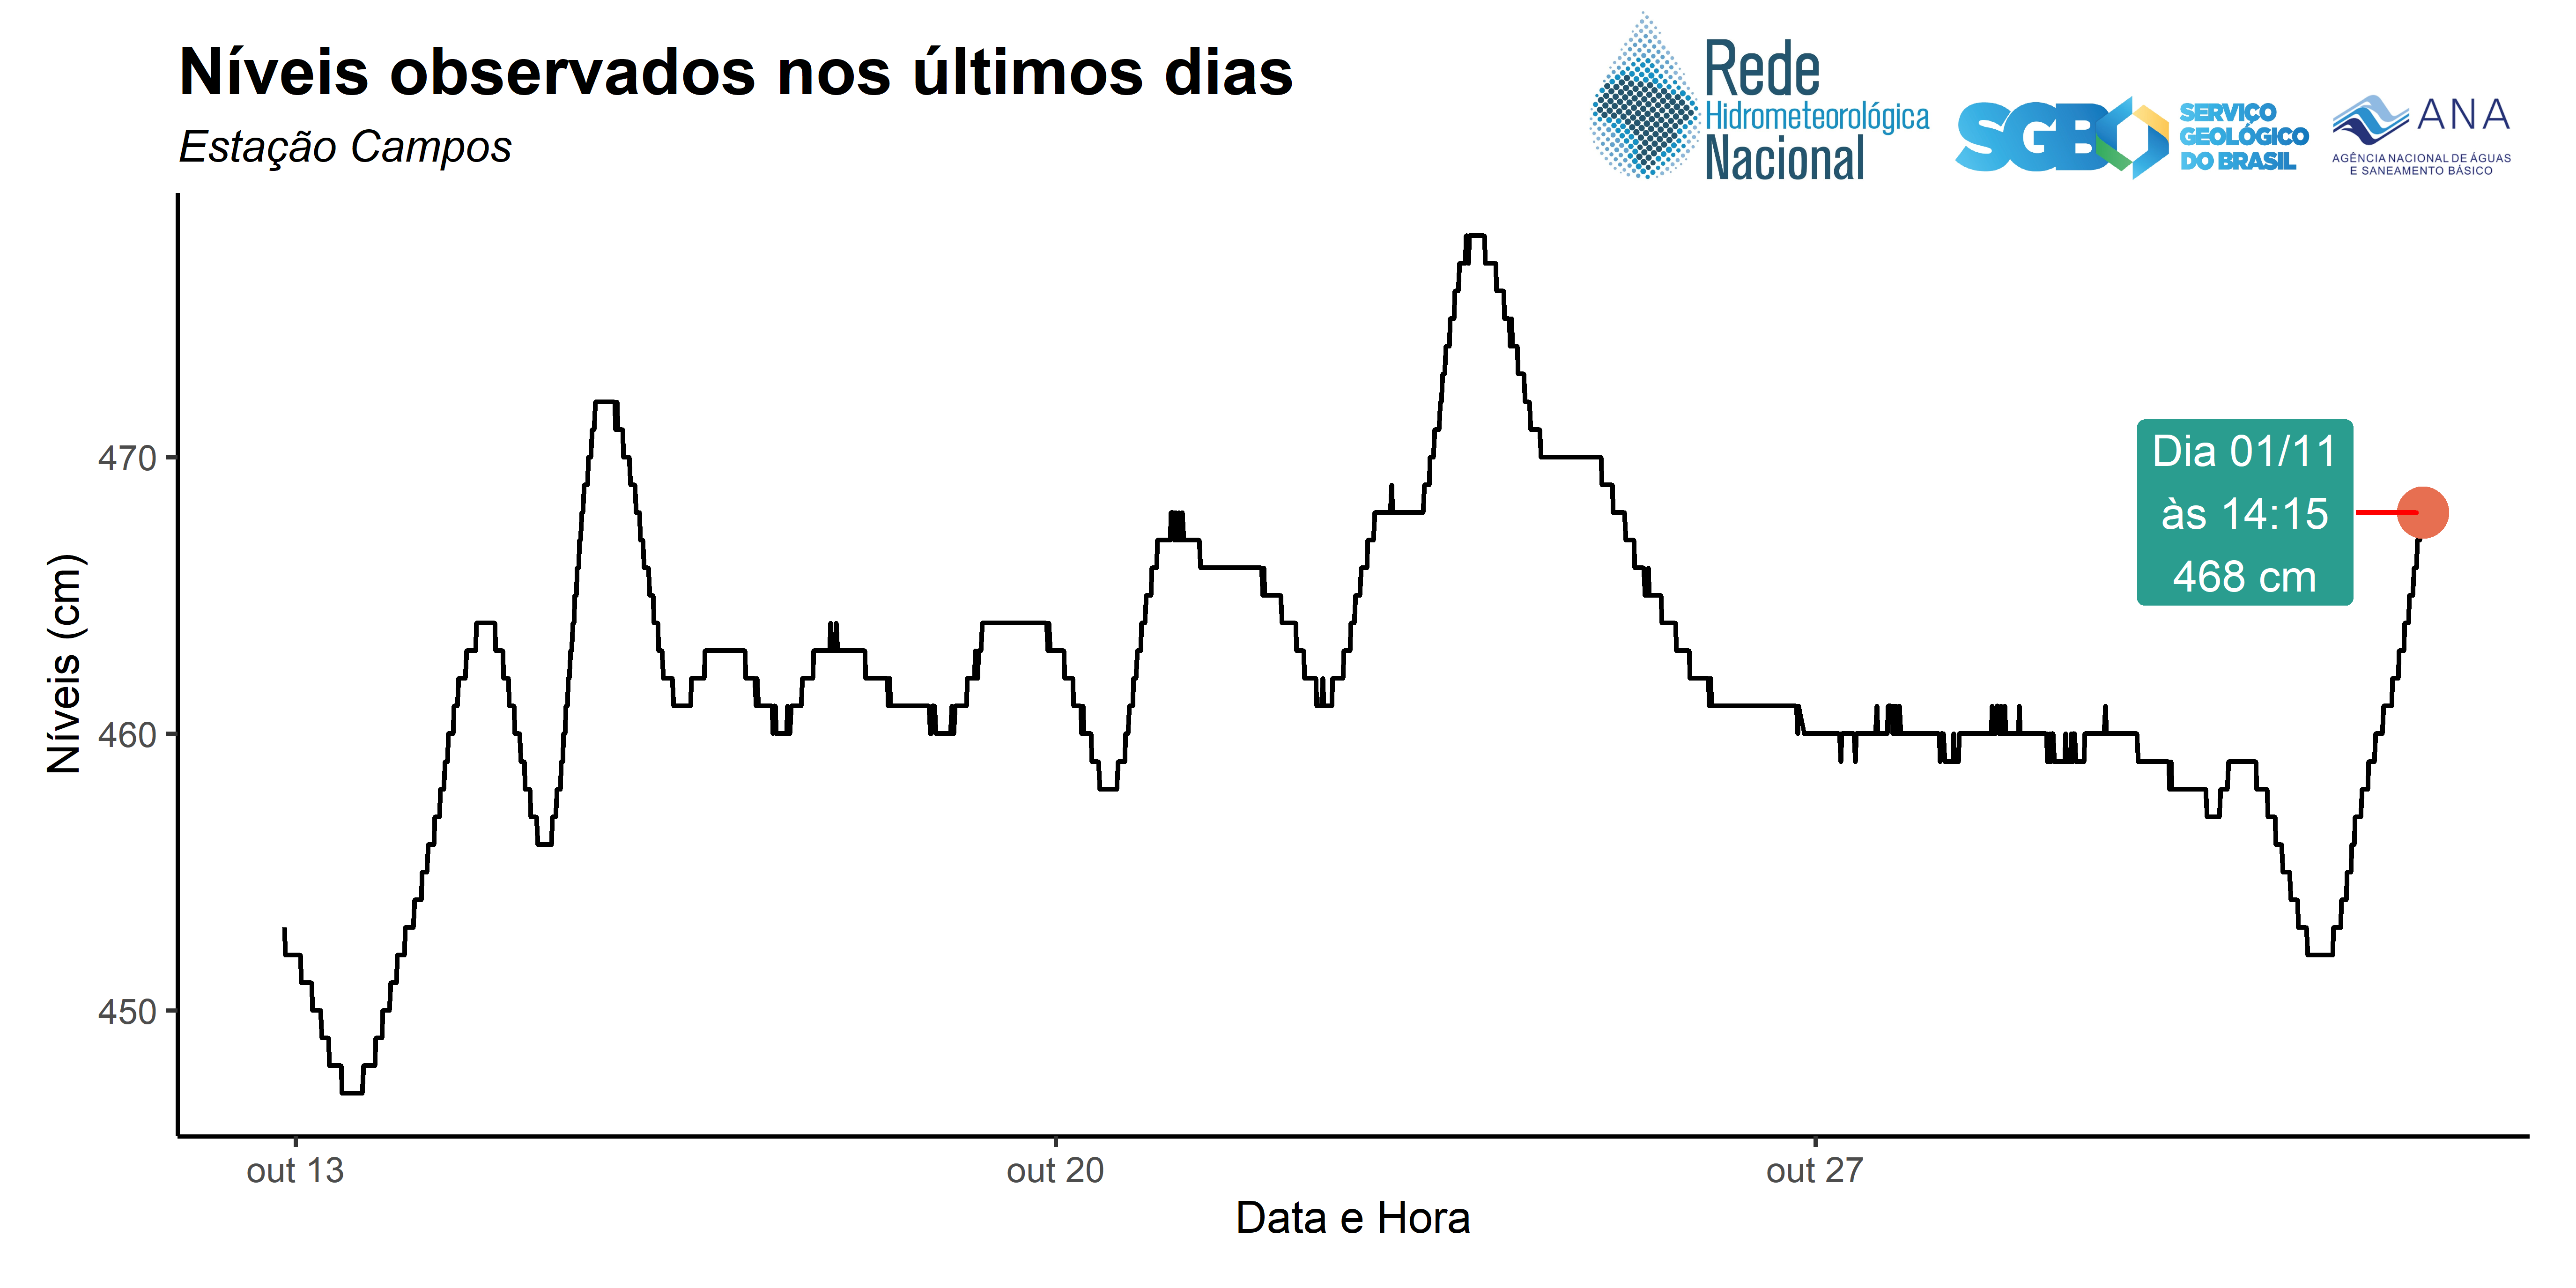 Níveis observados nos últimos dias
Estação Campos
Rede
Hidrometeorológica
Nacional
SGB
SERVIÇO
GEOLÓGICO
DO BRASIL
ANA
AGÊNCIA NACIONAL DE ÁGUAS
E SANEAMENTO BÁSICO
Níveis (cm)
470
460
450
Dia 01/11
às 14:15
468 cm
out 13
out 20
out 27
Data e Hora